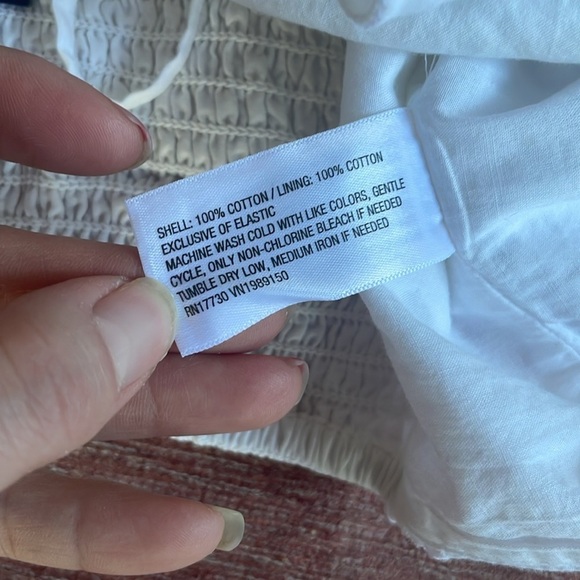 SHELL: 100% COTTON / LINING: 100% COTTON
EXCLUSIVE OF ELASTIC
MACHINE WASH COLD WITH LIKE COLORS, GENTLE
CYCLE, ONLY NON-CHLORINE BLEACH IF NEEDED
TUMBLE DRY LOW, MEDIUM IRON IF NEEDED
RN17730 VN1989150